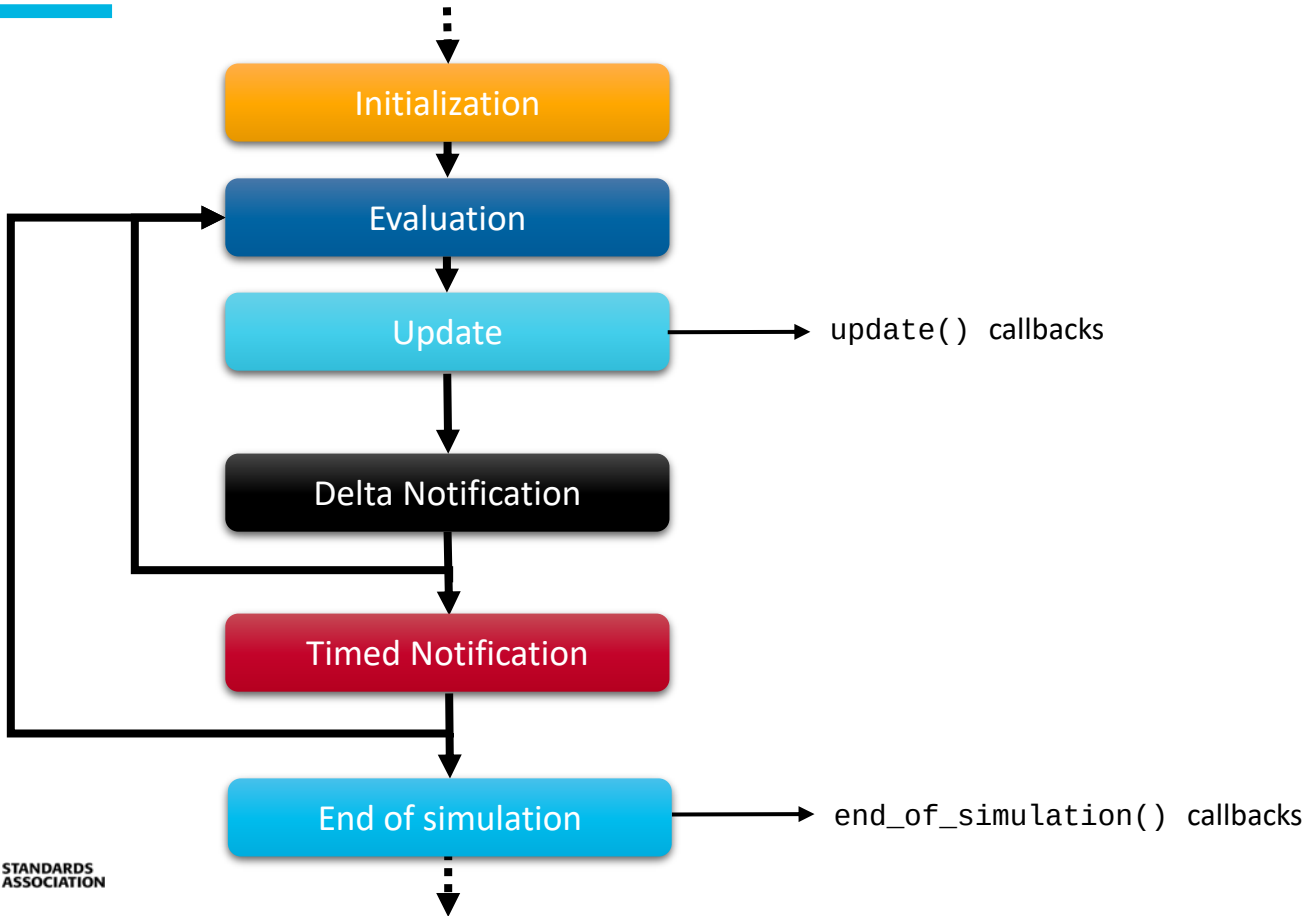 Initialization
Evaluation
Update
update() callbacks
Delta Notification
Timed Notification
End of simulation
end_of_simulation() callbacks
STANDARDS
ASSOCIATION